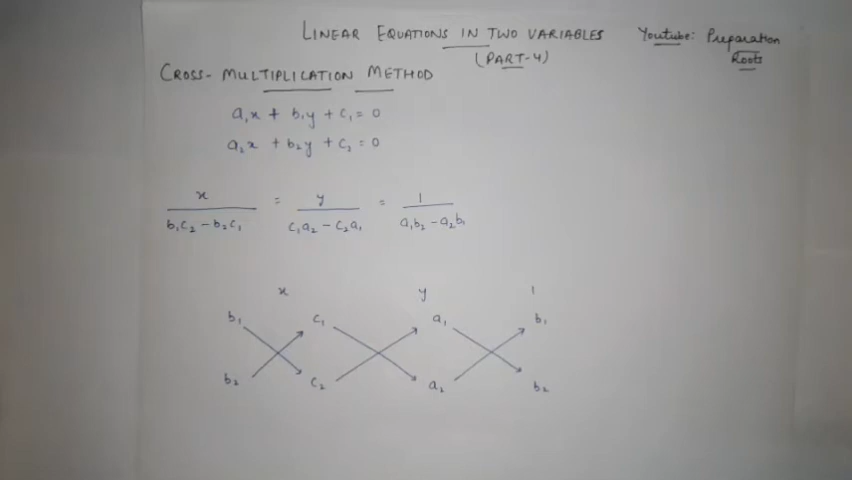 LINEAR EQUATIONS IN TWO VARIABLES Youtube: Preparation
(PART-4) Roots
CROSS-MULTIPLICATION METHOD
a₁x + b₁y + c₁ = 0
a₂x + b₂y + c₂ = 0
x = y = 1
b₁c₂ - b₂c₁ c₁a₂ - c₂a₁ a₁b₂ - a₂b₁
x y 1
b₁ c₁ a₁ b₁
b₂ c₂ a₂ b₂